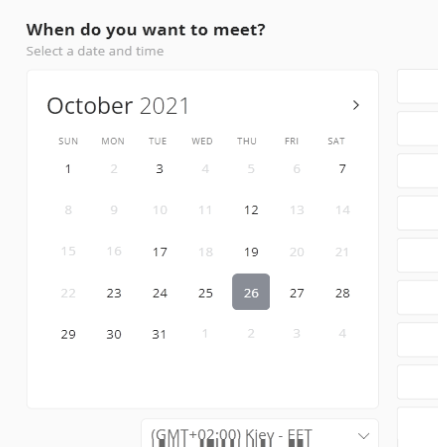 When do you want to meet?
Select a date and time
October 2021
SUN MON TUE WED THU FRI SAT
1 2 3 4 5 6 7
8 9 10 11 12 13 14
15 16 17 18 19 20 21
22 23 24 25 26 27 28
29 30 31 1 2 3 4
(GMT+02:00) Kiev - EET